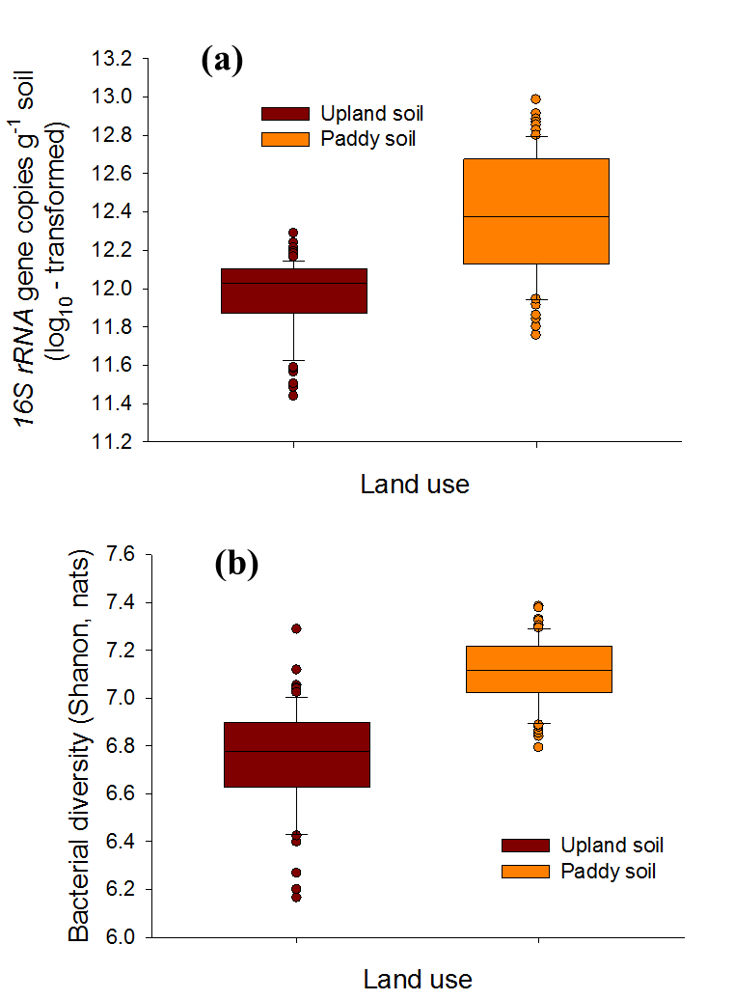 (a)
16S rRNA gene copies g-1 soil
(log10 - transformed)
13.2
13.0
12.8
12.6
12.4
12.2
12.0
11.8
11.6
11.4
11.2
Upland soil
Paddy soil
Land use
(b)
Bacterial diversity (Shanon, nats)
7.6
7.4
7.2
7.0
6.8
6.6
6.4
6.2
6.0
Upland soil
Paddy soil
Land use